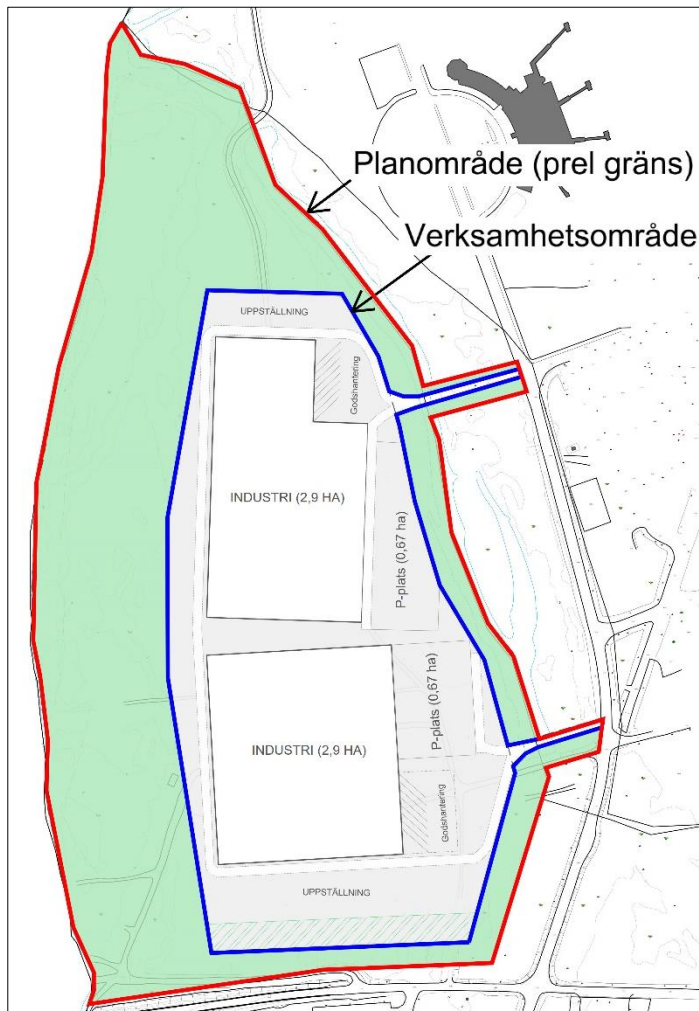 Planområde (prel gräns)
Verksamhetsområde
UPPSTÄLLNING
Godshantering
INDUSTRI (2,9 HA)
P-plats (0,67 ha)
P-plats (0,67 ha)
INDUSTRI (2,9 HA)
Godshantering
UPPSTÄLLNING